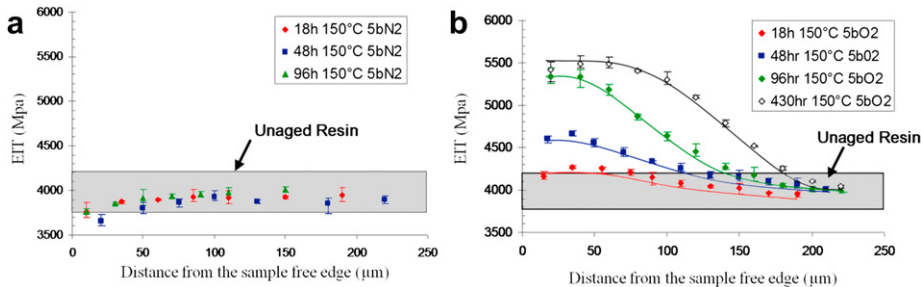 a
6000
5500
5000
4500
4000
3500
EIT (Mpa)
18h 150°C 5bN2
48h 150°C 5bN2
96h 150°C 5bN2
Unaged Resin
0
50
100
150
200
250
Distance from the sample free edge (µm)
b
6000
5500
5000
4500
4000
3500
EIT (Mpa)
18h 150°C 5bO2
48hr 150°C 5b02
96hr 150°C 5bO2
430hr 150°C 5bO2
Unaged Resin
0
50
100
150
200
250
Distance from the sample free edge (µm)